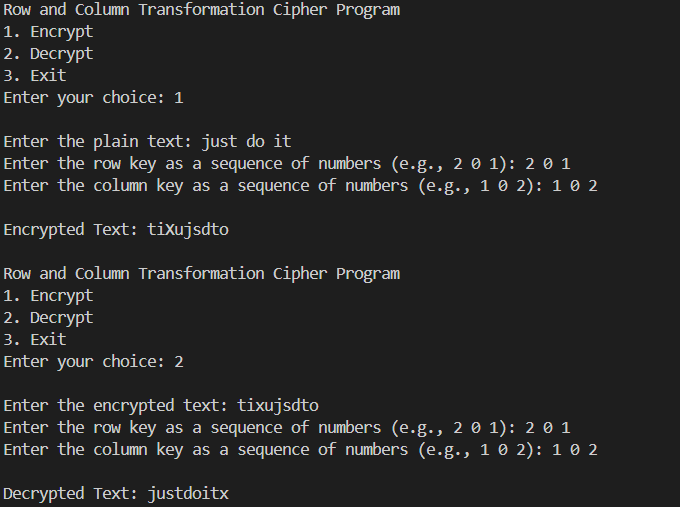 Row and Column Transformation Cipher Program
1. Encrypt
2. Decrypt
3. Exit
Enter your choice: 1
Enter the plain text: just do it
Enter the row key as a sequence of numbers (e.g., 2 0 1): 2 0 1
Enter the column key as a sequence of numbers (e.g., 1 0 2): 1 0 2
Encrypted Text: tiXujsdto
Row and Column Transformation Cipher Program
1. Encrypt
2. Decrypt
3. Exit
Enter your choice: 2
Enter the encrypted text: tixujsdto
Enter the row key as a sequence of numbers (e.g., 2 0 1): 2 0 1
Enter the column key as a sequence of numbers (e.g., 1 0 2): 1 0 2
Decrypted Text: justdoitx